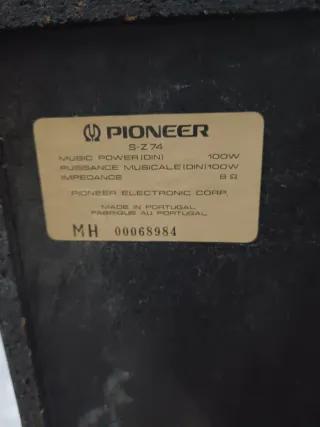 PIONEER
S-Z74
MUSIC POWER(DIN) 100W
PUISSANCE MUSICALE(DIN)100W
IMPEDANCE 8 Ω
PIONEER ELECTRONIC CORP.
MADE IN PORTUGAL
FABRIQUE AU PORTUGAL
MH 00068984